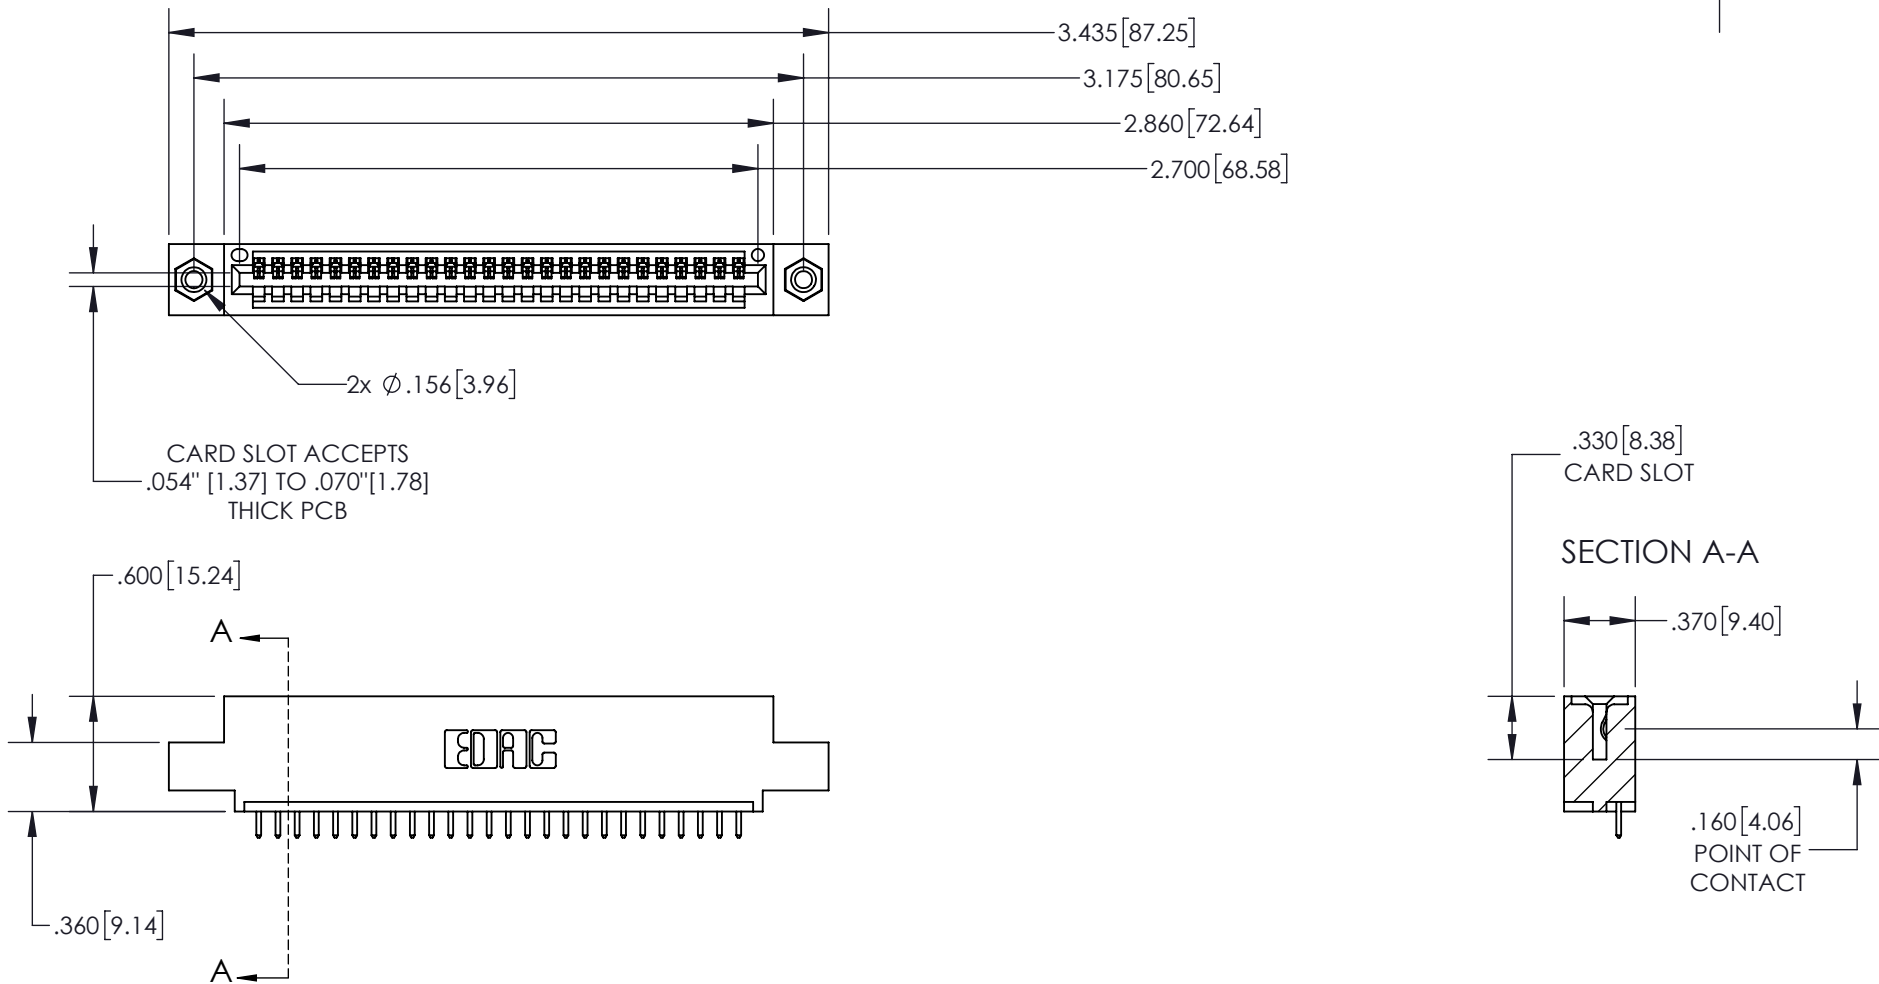 3.435[87.25]
3.175[80.65]
2.860[72.64]
2.700[68.58]
2x ∅.156[3.96]
CARD SLOT ACCEPTS
.054" [1.37] TO .070"[1.78]
THICK PCB
.330[8.38]
CARD SLOT
SECTION A-A
.600[15.24]
.370[9.40]
A
EDAC
.160[4.06]
POINT OF
CONTACT
.360[9.14]
A